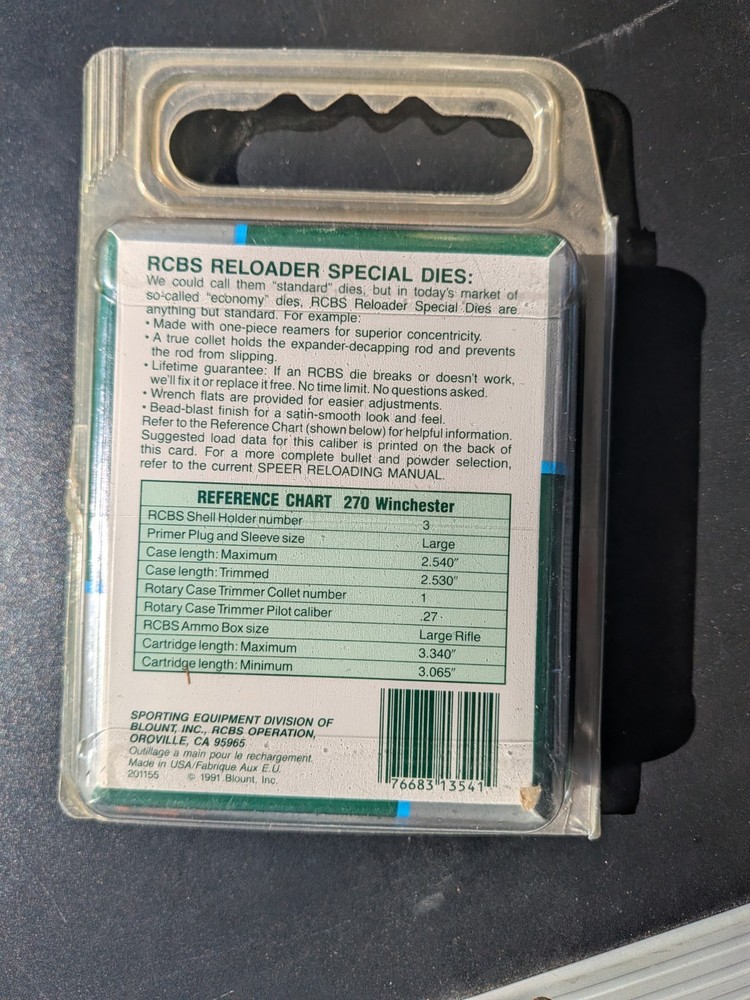 RCBS RELOADER SPECIAL DIES:
We could call them "standard" dies, but in today's market of
so-called "economy" dies, RCBS Reloader Special Dies are
anything but standard. For example:
• Made with one-piece reamers for superior concentricity.
• A true collet holds the expander-decapping rod and prevents
the rod from slipping.
• Lifetime guarantee: If an RCBS die breaks or doesn't work,
we'll fix it or replace it free. No time limit. No questions asked.
• Wrench flats are provided for easier adjustments.
• Bead-blast finish for a satin-smooth look and feel.
Refer to the Reference Chart (shown below) for helpful information.
Suggested load data for this caliber is printed on the back of
this card. For a more complete bullet and powder selection,
refer to the current SPEER RELOADING MANUAL.
REFERENCE CHART 270 Winchester
RCBS Shell Holder number 3
Primer Plug and Sleeve size Large
Case length: Maximum 2.540"
Case length: Trimmed 2.530"
Rotary Case Trimmer Collet number 1
Rotary Case Trimmer Pilot caliber .27
RCBS Ammo Box size Large Rifle
Cartridge length: Maximum 3.340"
Cartridge length: Minimum 3.065"
SPORTING EQUIPMENT DIVISION OF
BLOUNT, INC., RCBS OPERATION,
OROVILLE, CA 95965
Outillage a main pour le rechargement
Made in USA/Fabrique Aux E.U.
201155 © 1991 Blount, Inc.
76683 13541